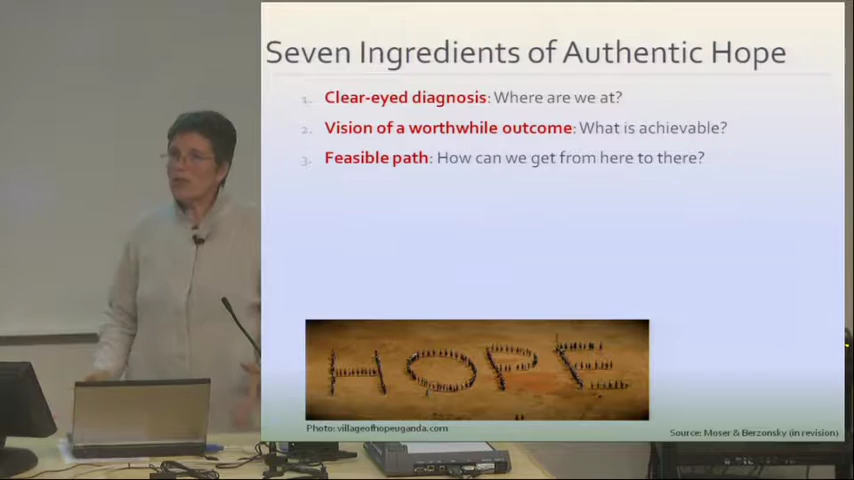 Seven Ingredients of Authentic Hope
1. Clear-eyed diagnosis: Where are we at?
2. Vision of a worthwhile outcome: What is achievable?
3. Feasible path: How can we get from here to there?
HOPE
Photo: villageofhopeuganda.com
Source: Moser & Berzonsky (in revision)